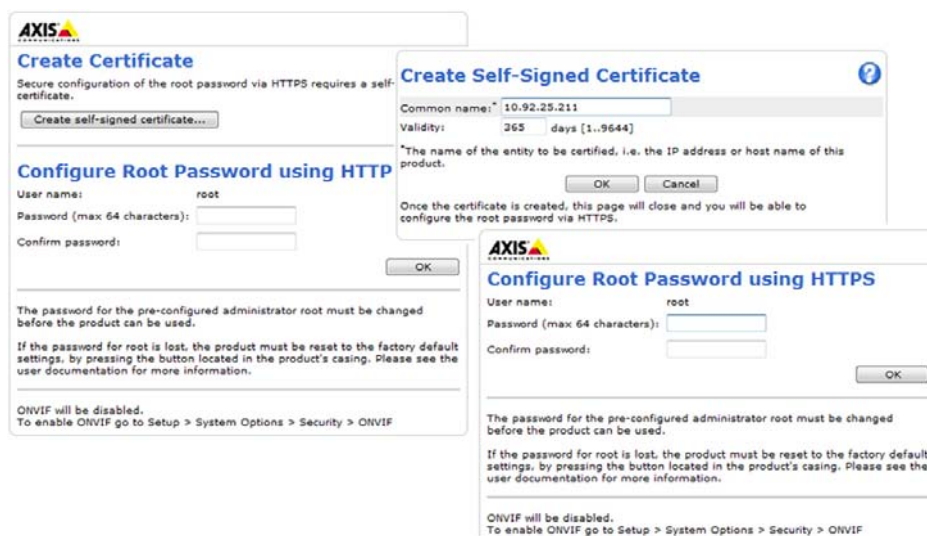 AXIS
COMMUNICATIONS
Create Certificate
Secure configuration of the root password via HTTPS requires a self-
certificate.
Create self-signed certificate...
Configure Root Password using HTTP
User name: root
Password (max 64 characters):
Confirm password:
OK
The password for the pre-configured administrator root must be changed
before the product can be used.
If the password for root is lost, the product must be reset to the factory default
settings, by pressing the button located in the product's casing. Please see the
user documentation for more information.
ONVIF will be disabled.
To enable ONVIF go to Setup > System Options > Security > ONVIF
Create Self-Signed Certificate
?
Common name:* 10.92.25.211
Validity: 365 days [1..9644]
*The name of the entity to be certified, i.e. the IP address or host name of this
product.
OK Cancel
Once the certificate is created, this page will close and you will be able to
configure the root password via HTTPS.
AXIS
COMMUNICATIONS
Configure Root Password using HTTPS
User name: root
Password (max 64 characters):
Confirm password:
OK
The password for the pre-configured administrator root must be changed
before the product can be used.
If the password for root is lost, the product must be reset to the factory default
settings, by pressing the button located in the product's casing. Please see the
user documentation for more information.
ONVIF will be disabled.
To enable ONVIF go to Setup > System Options > Security > ONVIF